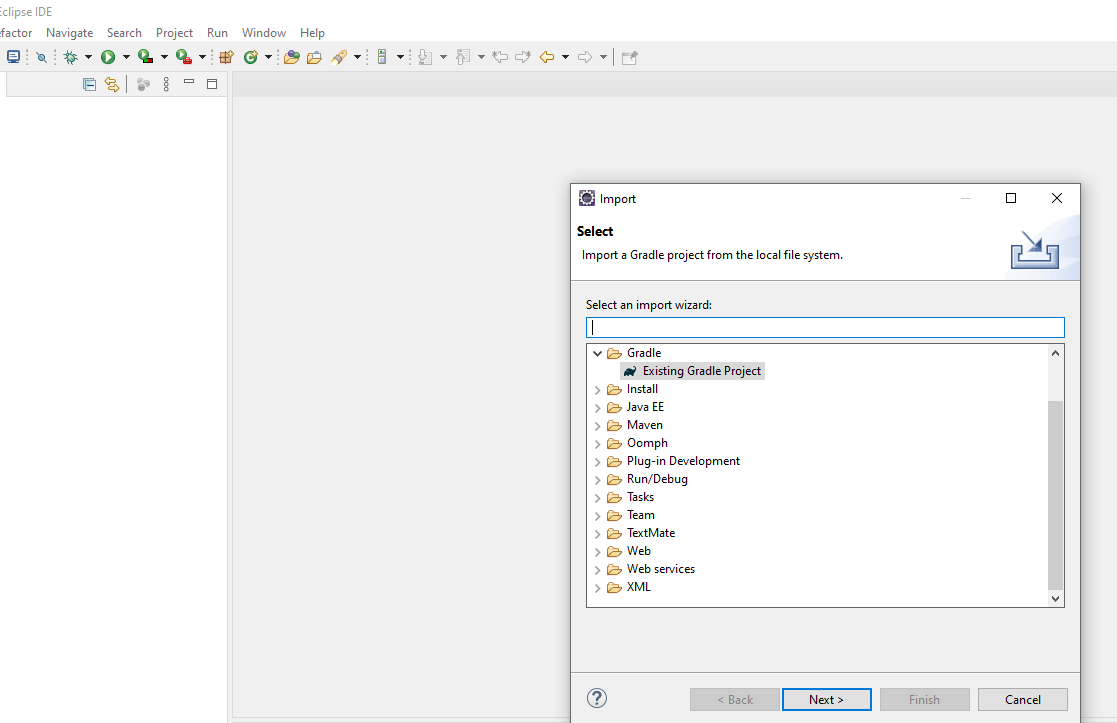 Eclipse IDE
efactor Navigate Search Project Run Window Help
Import
Select
Import a Gradle project from the local file system.
Select an import wizard:
Gradle
Existing Gradle Project
Install
Java EE
Maven
Oomph
Plug-in Development
Run/Debug
Tasks
Team
TextMate
Web
Web services
XML
? < Back Next > Finish Cancel